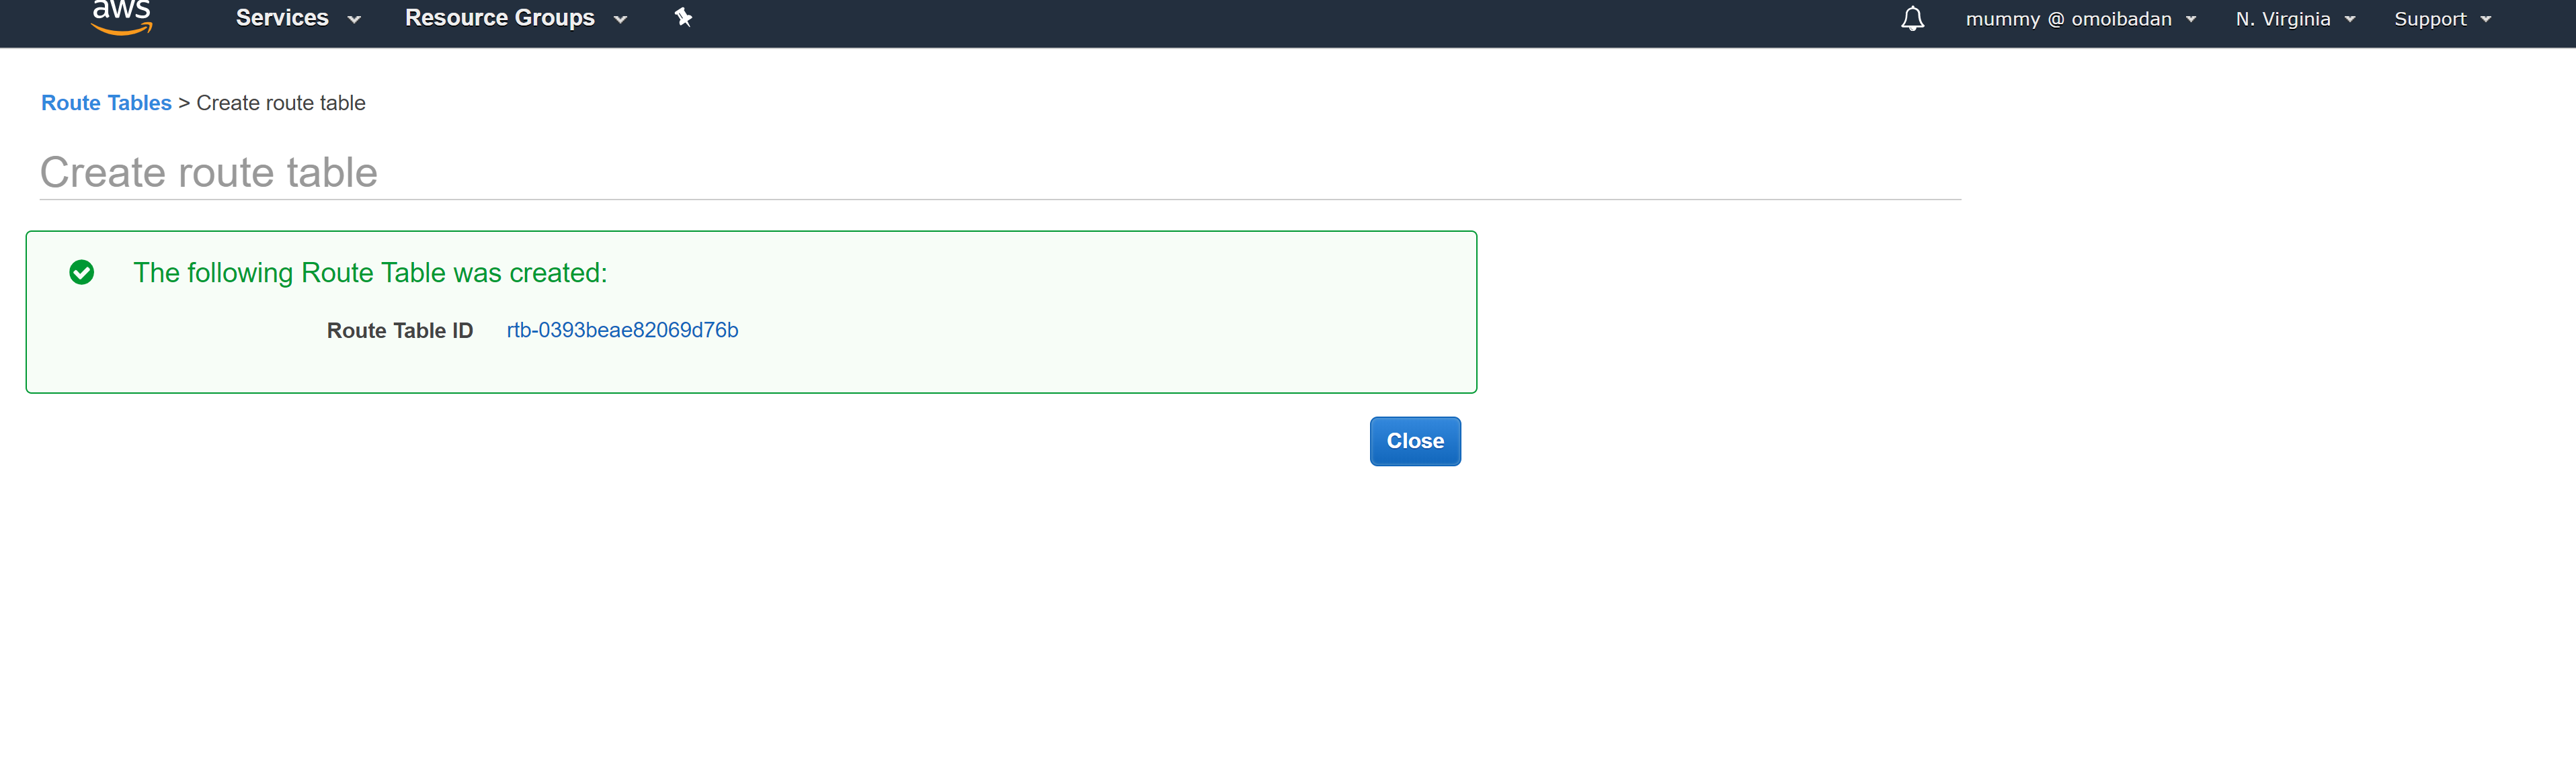 aws Services Resource Groups mummy @ omoibadan N. Virginia Support
Route Tables > Create route table
Create route table
The following Route Table was created:
Route Table ID rtb-0393beae82069d76b
Close